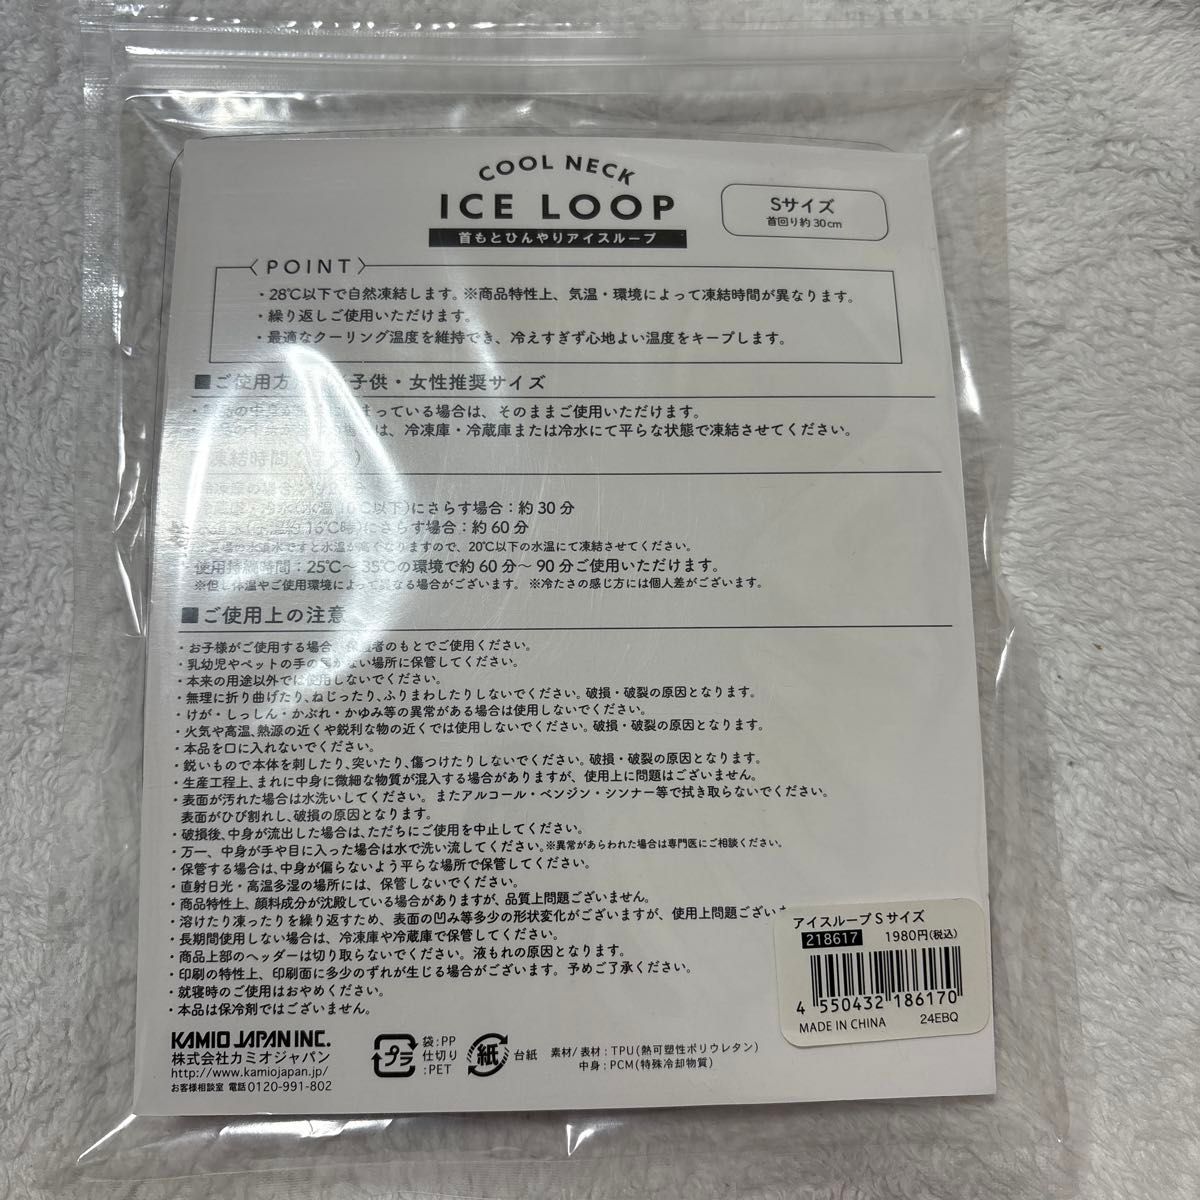 COOL NECK
ICE LOOP
首もとひんやりアイスループ
Sサイズ
首回り約30cm
POINT
・28℃以下で自然凍結します。※商品特性上、気温・環境によって凍結時間が異なります。
・繰り返しご使用いただけます。
・最適なクーリング温度を維持でき、冷えすぎず心地よい温度をキープします。
■ご使用方 子供・女性推奨サイズ
まっている場合は、そのままご使用いただけます。
は、冷凍庫・冷蔵庫または冷水にて平らな状態で凍結させてください。
凍結時間
冷凍庫の場合
にさらす場合：約30分
にさらす場合：約60分
20℃以下の水温にて凍結させてください。
使用持続時間：25℃～35℃の環境で約60分～90分ご使用いただけます。
※但し体温やご使用環境によって異なる場合がございます。 ※冷たさの感じ方には個人差がございます。
■ご使用上の注意
・お子様がご使用する場合 者のもとでご使用ください。
・乳幼児やペットの手の届かない場所に保管してください。
・本来の用途以外では使用しないでください。
・無理に折り曲げたり、ねじったり、ふりまわしたりしないでください。破損・破裂の原因となります。
・けが・しっしん・かぶれ・かゆみ等の異常がある場合は使用しないでください。
・火気や高温、熱源の近くや鋭利な物の近くでは使用しないでください。破損・破裂の原因となります。
・本品を口に入れないでください。
・鋭いもので本体を刺したり、突いたり、傷つけたりしないでください。破損・破裂の原因となります。
・生産工程上、まれに中身に微細な物質が混入する場合がありますが、使用上に問題はございません。
・表面が汚れた場合は水洗いしてください。またアルコール・ベンジン・シンナー等で拭き取らないでください。
表面がひび割れし、破損の原因となります。
・破損後、中身が流出した場合は、ただちにご使用を中止してください。
・万一、中身が手や目に入った場合は水で洗い流してください。※異常があらわれた場合は専門医にご相談ください。
・保管する場合は、中身が偏らないよう平らな場所で保管してください。
・直射日光・高温多湿の場所には、保管しないでください。
・商品特性上、顔料成分が沈殿している場合がありますが、品質上問題ございません。
・溶けたり凍ったりを繰り返すため、表面の凹み等多少の形状変化がございますが、使用上問題ござい
・長期間使用しない場合は、冷凍庫や冷蔵庫で保管してください。
・商品上部のヘッダーは切り取らないでください。液もれの原因となります。
・印刷の特性上、印刷面に多少のずれが生じる場合がございます。予めご了承ください。
・就寝時のご使用はおやめください。
・本品は保冷剤ではございません。
アイスループSサイズ
218617 1980円(税込)
4 550432 186170
MADE IN CHINA 24EBQ
KAMIO JAPAN INC.
株式会社カミオジャパン
http://www.kamiojapan.jp/
お客様相談室 電話0120-991-802
プラ
袋:PP
仕切り
:PET
紙
台紙
素材/表材：TPU(熱可塑性ポリウレタン)
中身：PCM(特殊冷却物質)